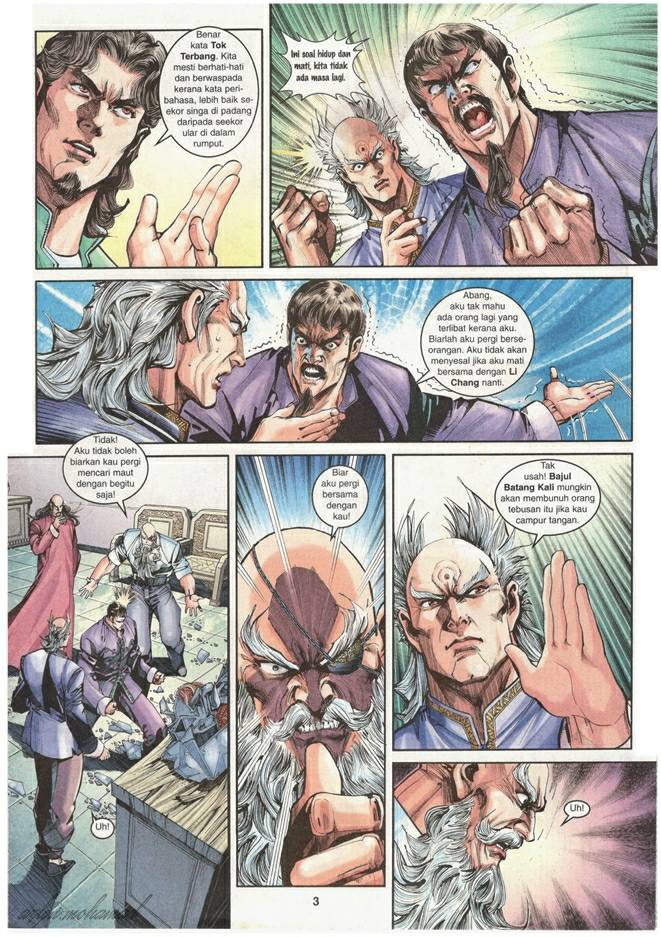 Benar
kata Tok
Terbang. Kita
mesti berhati-hati
dan berwaspada
kerana kata peri-
bahasa, lebih baik se-
ekor singa di padang
daripada seekor
ular di dalam
rumput.
Ini soal hidup dan
mati, kita tidak
ada masa lagi.
Abang,
aku tak mahu
ada orang lagi yang
terlibat kerana aku.
Biarlah aku pergi berse-
orangan. Aku tidak akan
menyesal jika aku mati
bersama dengan Li
Chang nanti.
Tidak!
Aku tidak boleh
biarkan kau pergi
mencari maut
dengan begitu
saja!
Uh!
Biar
aku pergi
bersama
dengan
kau!
Tak
usah! Bajul
Batang Kali mungkin
akan membunuh orang
tebusan itu jika kau
campur tangan.
Uh!
3